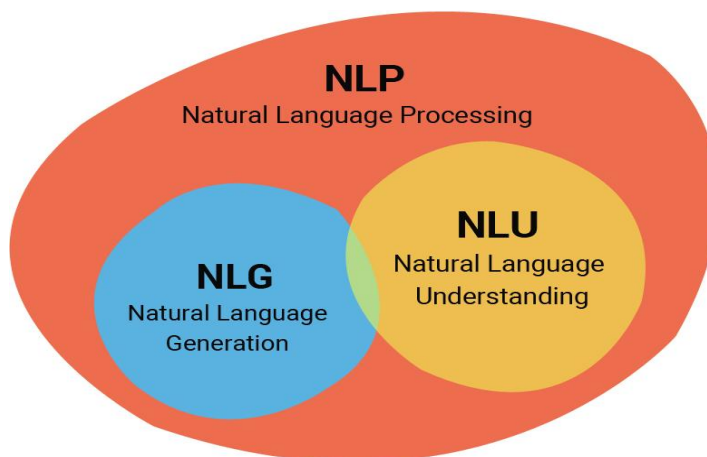 NLP
Natural Language Processing
NLU
Natural Language
Understanding
NLG
Natural Language
Generation